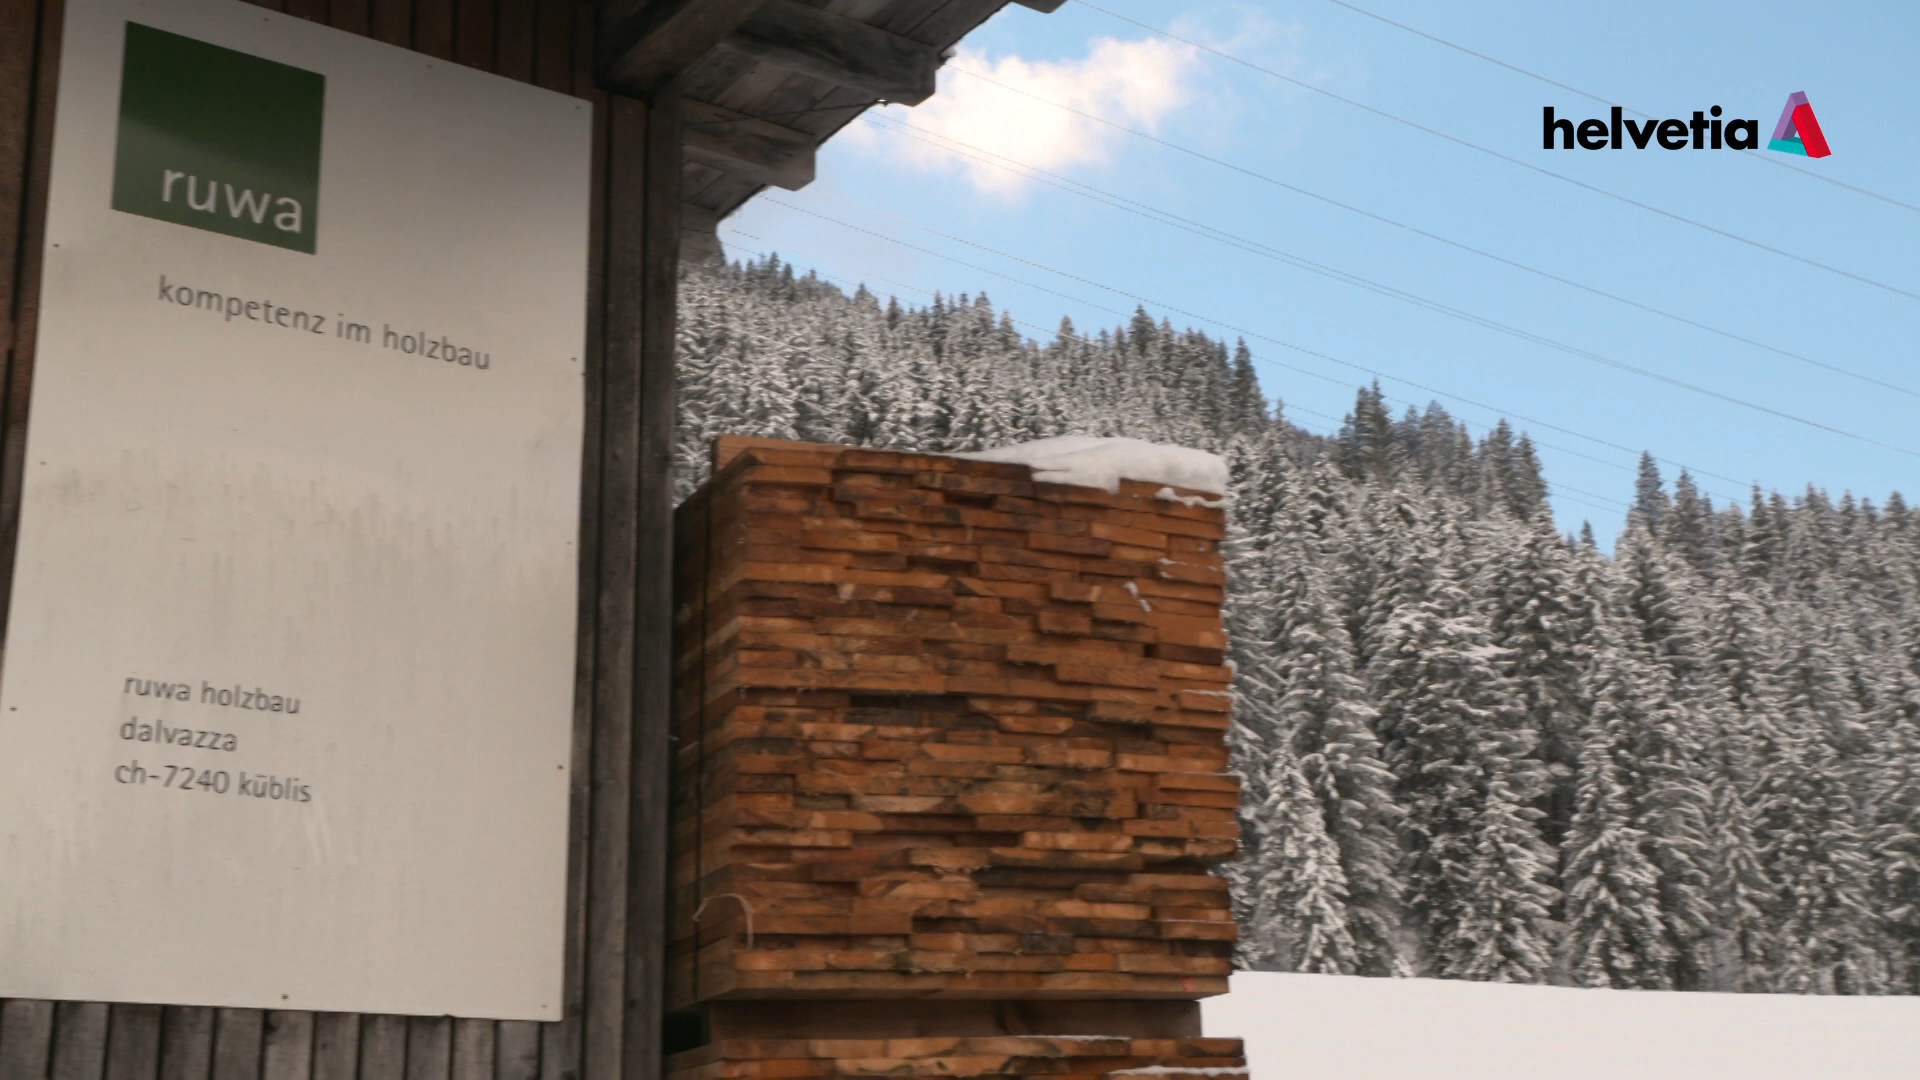 ruwa
kompetenz im holzbau
ruwa holzbau
dalvazza
ch-7240 küblis
helvetia